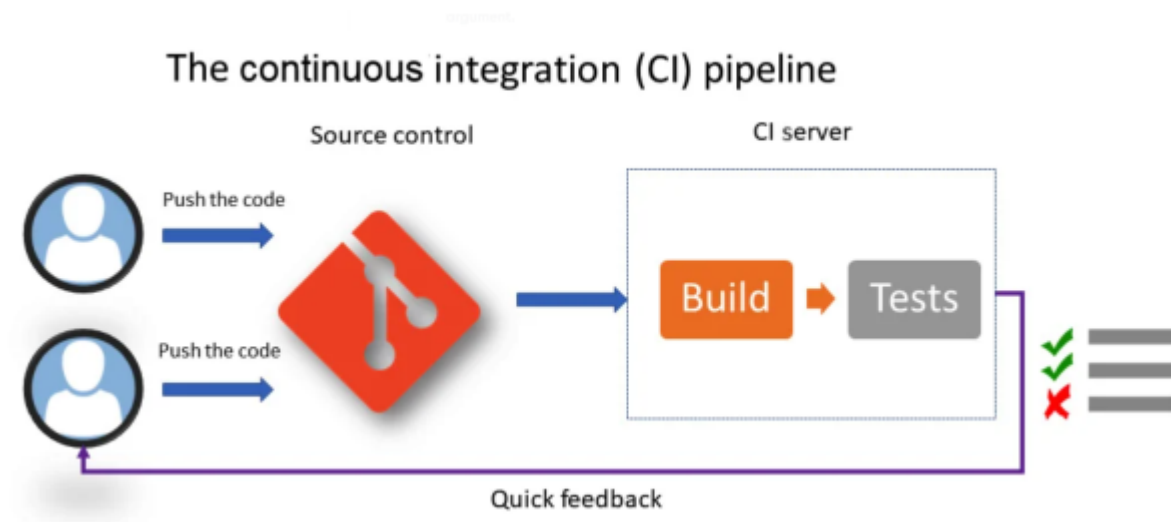 argument.
The continuous integration (CI) pipeline
Source control
CI server
Push the code
Build
Tests
Push the code
Quick feedback